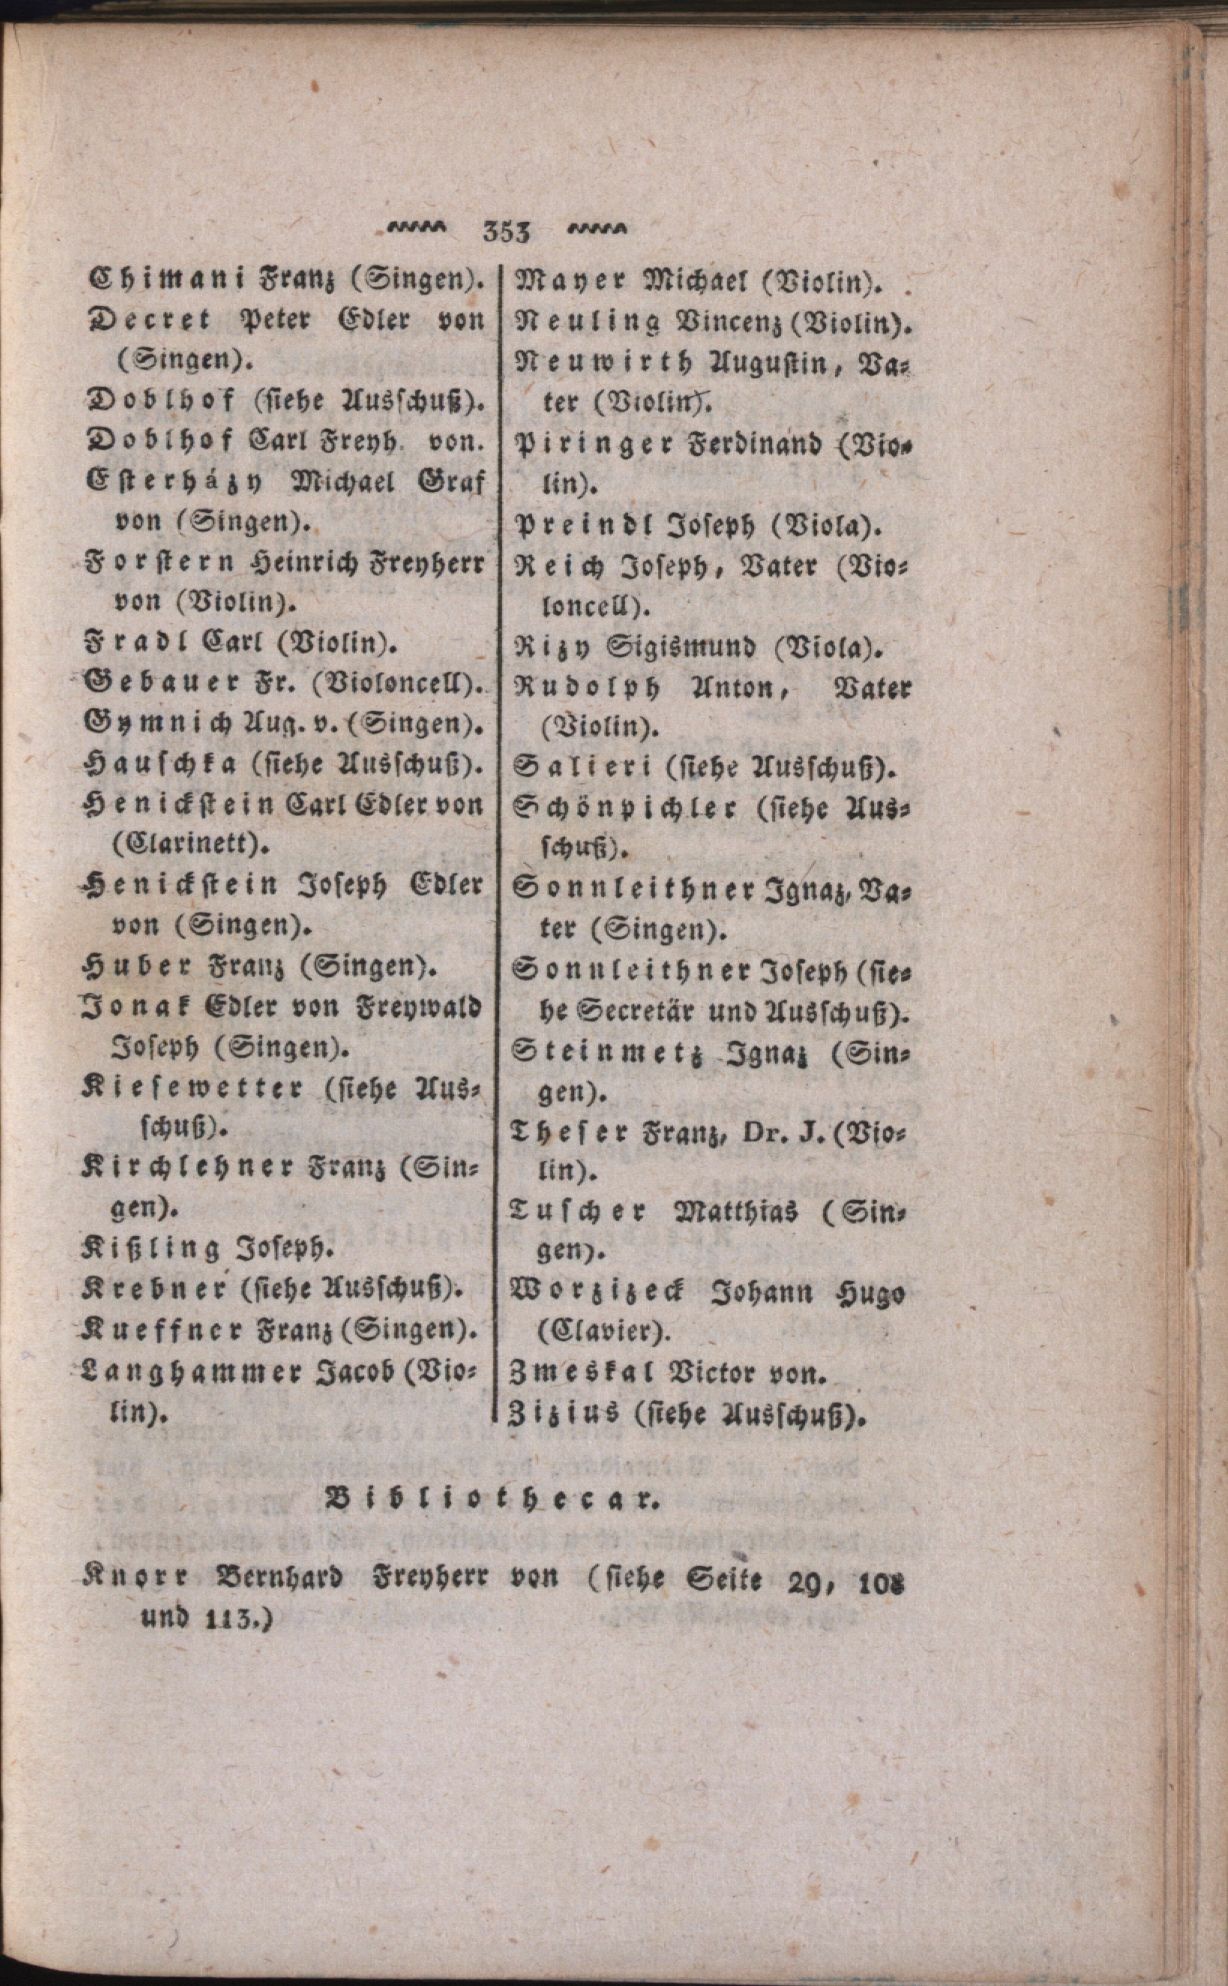 353
Chimani Franz (Singen).
Decret Peter Edler von
(Singen).
Doblhof (siehe Ausschuß).
Doblhof Carl Freyh. von.
Esterházy Michael Graf
von (Singen).
Forstern Heinrich Freyherr
von (Violin).
Fradl Carl (Violin).
Gebauer Fr. (Violoncell).
Gymnich Aug. v. (Singen).
Hauschka (siehe Ausschuß).
Henickstein Carl Edler von
(Clarinett).
Henickstein Joseph Edler
von (Singen).
Huber Franz (Singen).
Jonak Edler von Freywald
Joseph (Singen).
Kiesewetter (siehe Aus-
schuß).
Kirchlehner Franz (Sin-
gen).
Kißling Joseph.
Krebner (siehe Ausschuß).
Kueffner Franz (Singen).
Langhammer Jacob (Vio-
lin).
Mayer Michael (Violin).
Neuling Vincenz (Violin).
Neuwirth Augustin, Va-
ter (Violin).
Piringer Ferdinand (Vio-
lin).
Preindl Joseph (Viola).
Reich Joseph, Vater (Vio-
loncell).
Rizy Sigismund (Viola).
Rudolph Anton, Vater
(Violin).
Salieri (siehe Ausschuß).
Schönpichler (siehe Aus-
schuß).
Sonnleithner Ignaz, Va-
ter (Singen).
Sonnleithner Joseph (sie-
he Secretär und Ausschuß).
Steinmetz Ignaz (Sin-
gen).
Theser Franz, Dr. J. (Vio-
lin).
Tuscher Matthias (Sin-
gen).
Worzizeck Johann Hugo
(Clavier).
Zmeskal Victor von.
Zizius (siehe Ausschuß).
Bibliothecar.
Knorr Bernhard Freyherr von (siehe Seite 29, 108
und 113.)